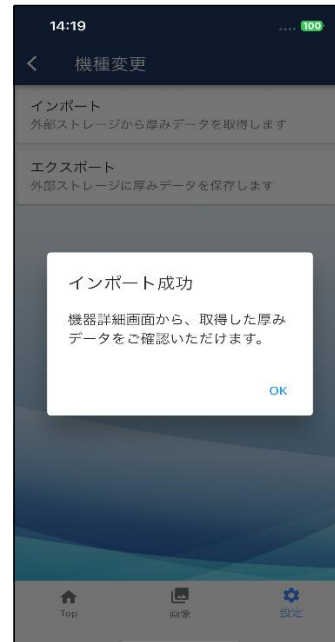 14:19
100
機種変更
インポート
外部ストレージから厚みデータを取得します
エクスポート
外部ストレージに厚みデータを保存します
インポート成功
機器詳細画面から、取得した厚み
データをご確認いただけます。
OK
Top
画像
設定